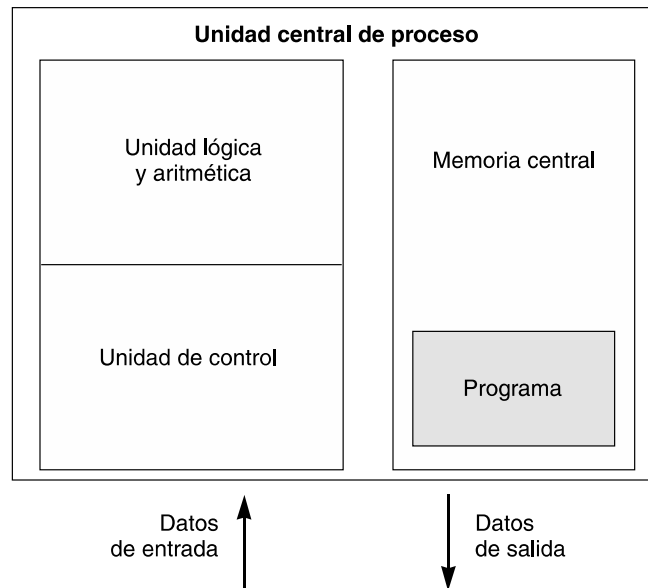 Unidad central de proceso
Unidad lógica
y aritmética
Memoria central
Unidad de control
Programa
Datos
de entrada
Datos
de salida